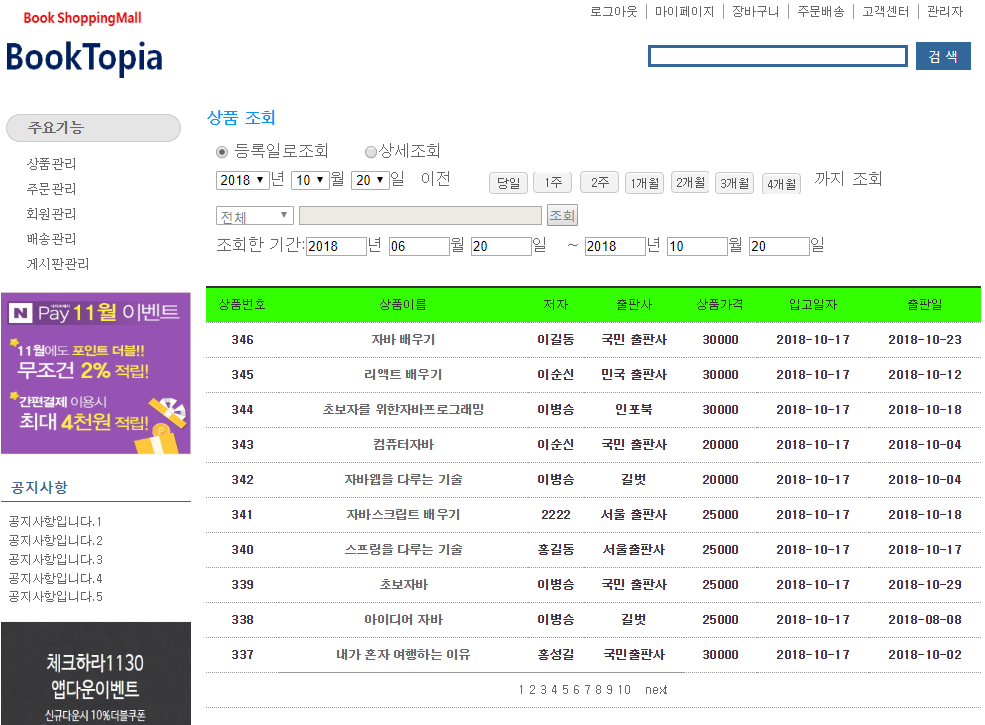 Book ShoppingMall
로그아웃 마이페이지 장바구니 주문배송 고객센터 관리자
BookTopia
검 색
주요기능
상품관리
주문관리
회원관리
배송관리
게시판관리
N Pay 11월 이벤트
11월에도 포인트 더블!!
무조건 2% 적립!
간편결제 이용시
최대 4천원 적립!
공지사항
공지사항입니다.1
공지사항입니다.2
공지사항입니다.3
공지사항입니다.4
공지사항입니다.5
체크하라1130
앱다운이벤트
신규다운시 10%더블쿠폰
상품 조회
등록일로조회 상세조회
2018 년 10 월 20 일 이전 당일 1주 2주 1개월 2개월 3개월 4개월 까지 조회
전체 조회
조회한 기간:2018 년 06 월 20 일 ~ 2018 년 10 월 20 일
상품번호 상품이름 저자 출판사 상품가격 입고일자 출판일
346 자바 배우기 이길동 국민 출판사 30000 2018-10-17 2018-10-23
345 리액트 배우기 이순신 민국 출판사 30000 2018-10-17 2018-10-12
344 초보자를 위한자바프로그래밍 이병승 인포북 30000 2018-10-17 2018-10-18
343 컴퓨터자바 이순신 국민 출판사 20000 2018-10-17 2018-10-04
342 자바웹을 다루는 기술 이병승 길벗 20000 2018-10-17 2018-10-04
341 자바스크립트 배우기 2222 서울 출판사 25000 2018-10-17 2018-10-18
340 스프링을 다루는 기술 홍길동 서울출판사 25000 2018-10-17 2018-10-17
339 초보자바 이병승 국민 출판사 25000 2018-10-17 2018-10-29
338 아이디어 자바 이병승 길벗 25000 2018-10-17 2018-08-08
337 내가 혼자 여행하는 이유 홍성길 국민출판사 30000 2018-10-17 2018-10-02
1 2 3 4 5 6 7 8 9 10 next